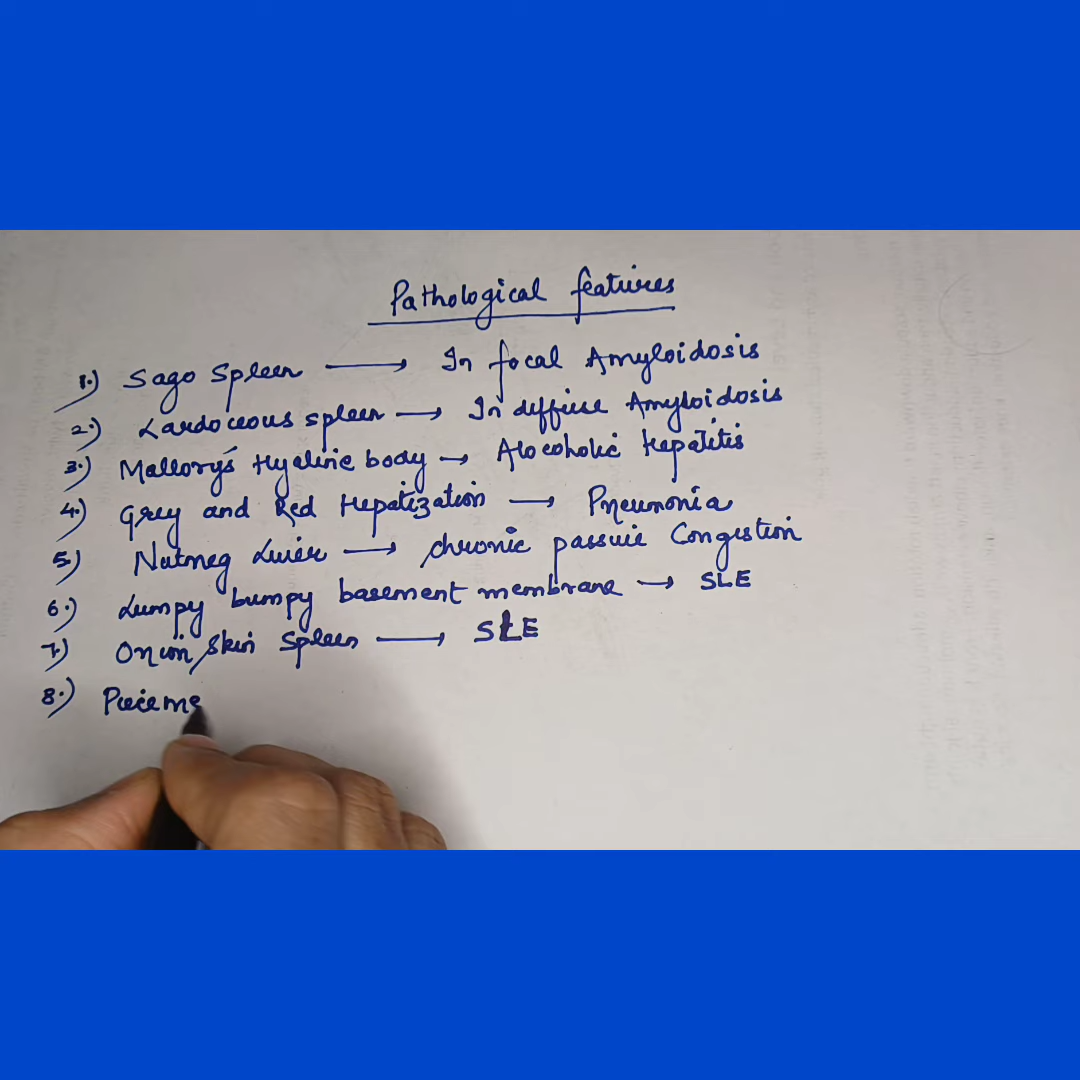 Pathological features
1.) Sago Spleen → In focal Amyloidosis
2.) Lardoceous spleen → In diffuse Amyloidosis
3.) Mallory's Hyaline body → Alocoholic Hepatitis
4.) Grey and Red Hepatization → Pneumonia
5.) Nutmeg Liver → chronic passive Congestion
6.) Lumpy bumpy basement membrane → SLE
7.) Onion skin Spleen → SLE
8.) Pieceme